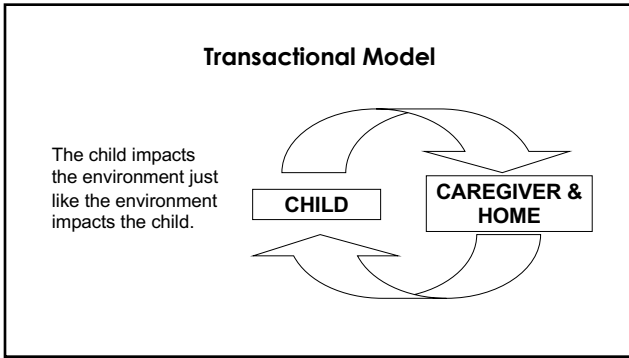 Transactional Model
The child impacts
the environment just
like the environment
impacts the child.
CHILD
CAREGIVER &
HOME